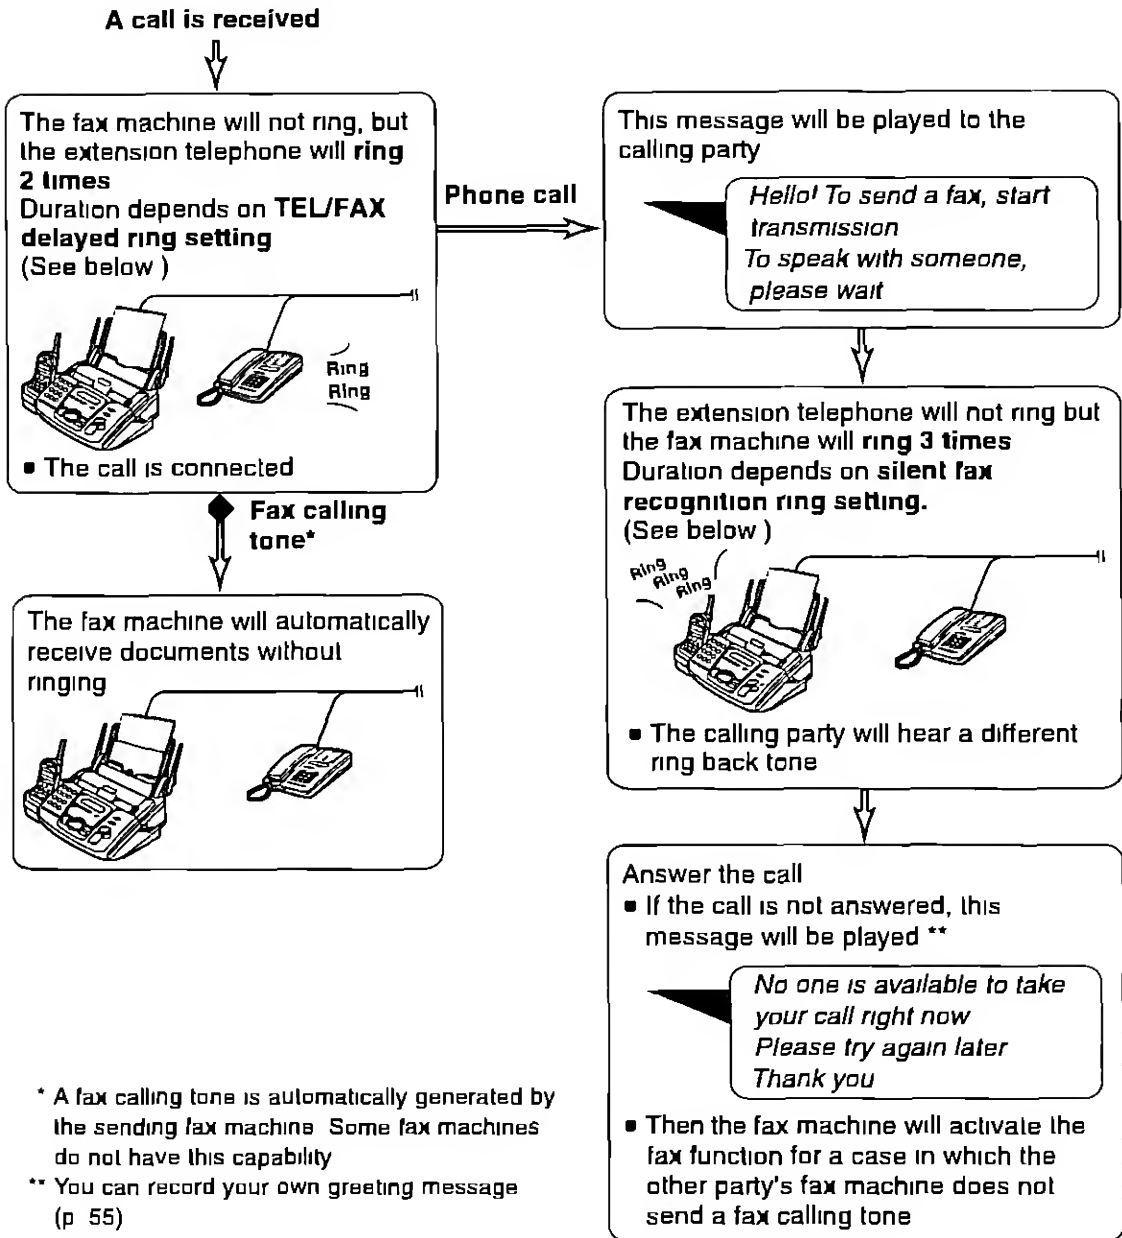 A call is received
The fax machine will not ring, but
the extension telephone will ring
2 times
Duration depends on TEL/FAX
delayed ring setting
(See below )
Ring
Ring
■ The call is connected
Phone call
This message will be played to the
calling party
Hello! To send a fax, start
transmission
To speak with someone,
please wait
Fax calling
tone*
The fax machine will automatically
receive documents without
ringing
The extension telephone will not ring but
the fax machine will ring 3 times
Duration depends on silent fax
recognition ring setting.
(See below )
Ring
Ring
Ring
■ The calling party will hear a different
ring back tone
Answer the call
■ If the call is not answered, this
message will be played **
No one is available to take
your call right now
Please try again later
Thank you
■ Then the fax machine will activate the
fax function for a case in which the
other party's fax machine does not
send a fax calling tone
* A fax calling tone is automatically generated by
the sending fax machine Some fax machines
do not have this capability
** You can record your own greeting message
(p 55)